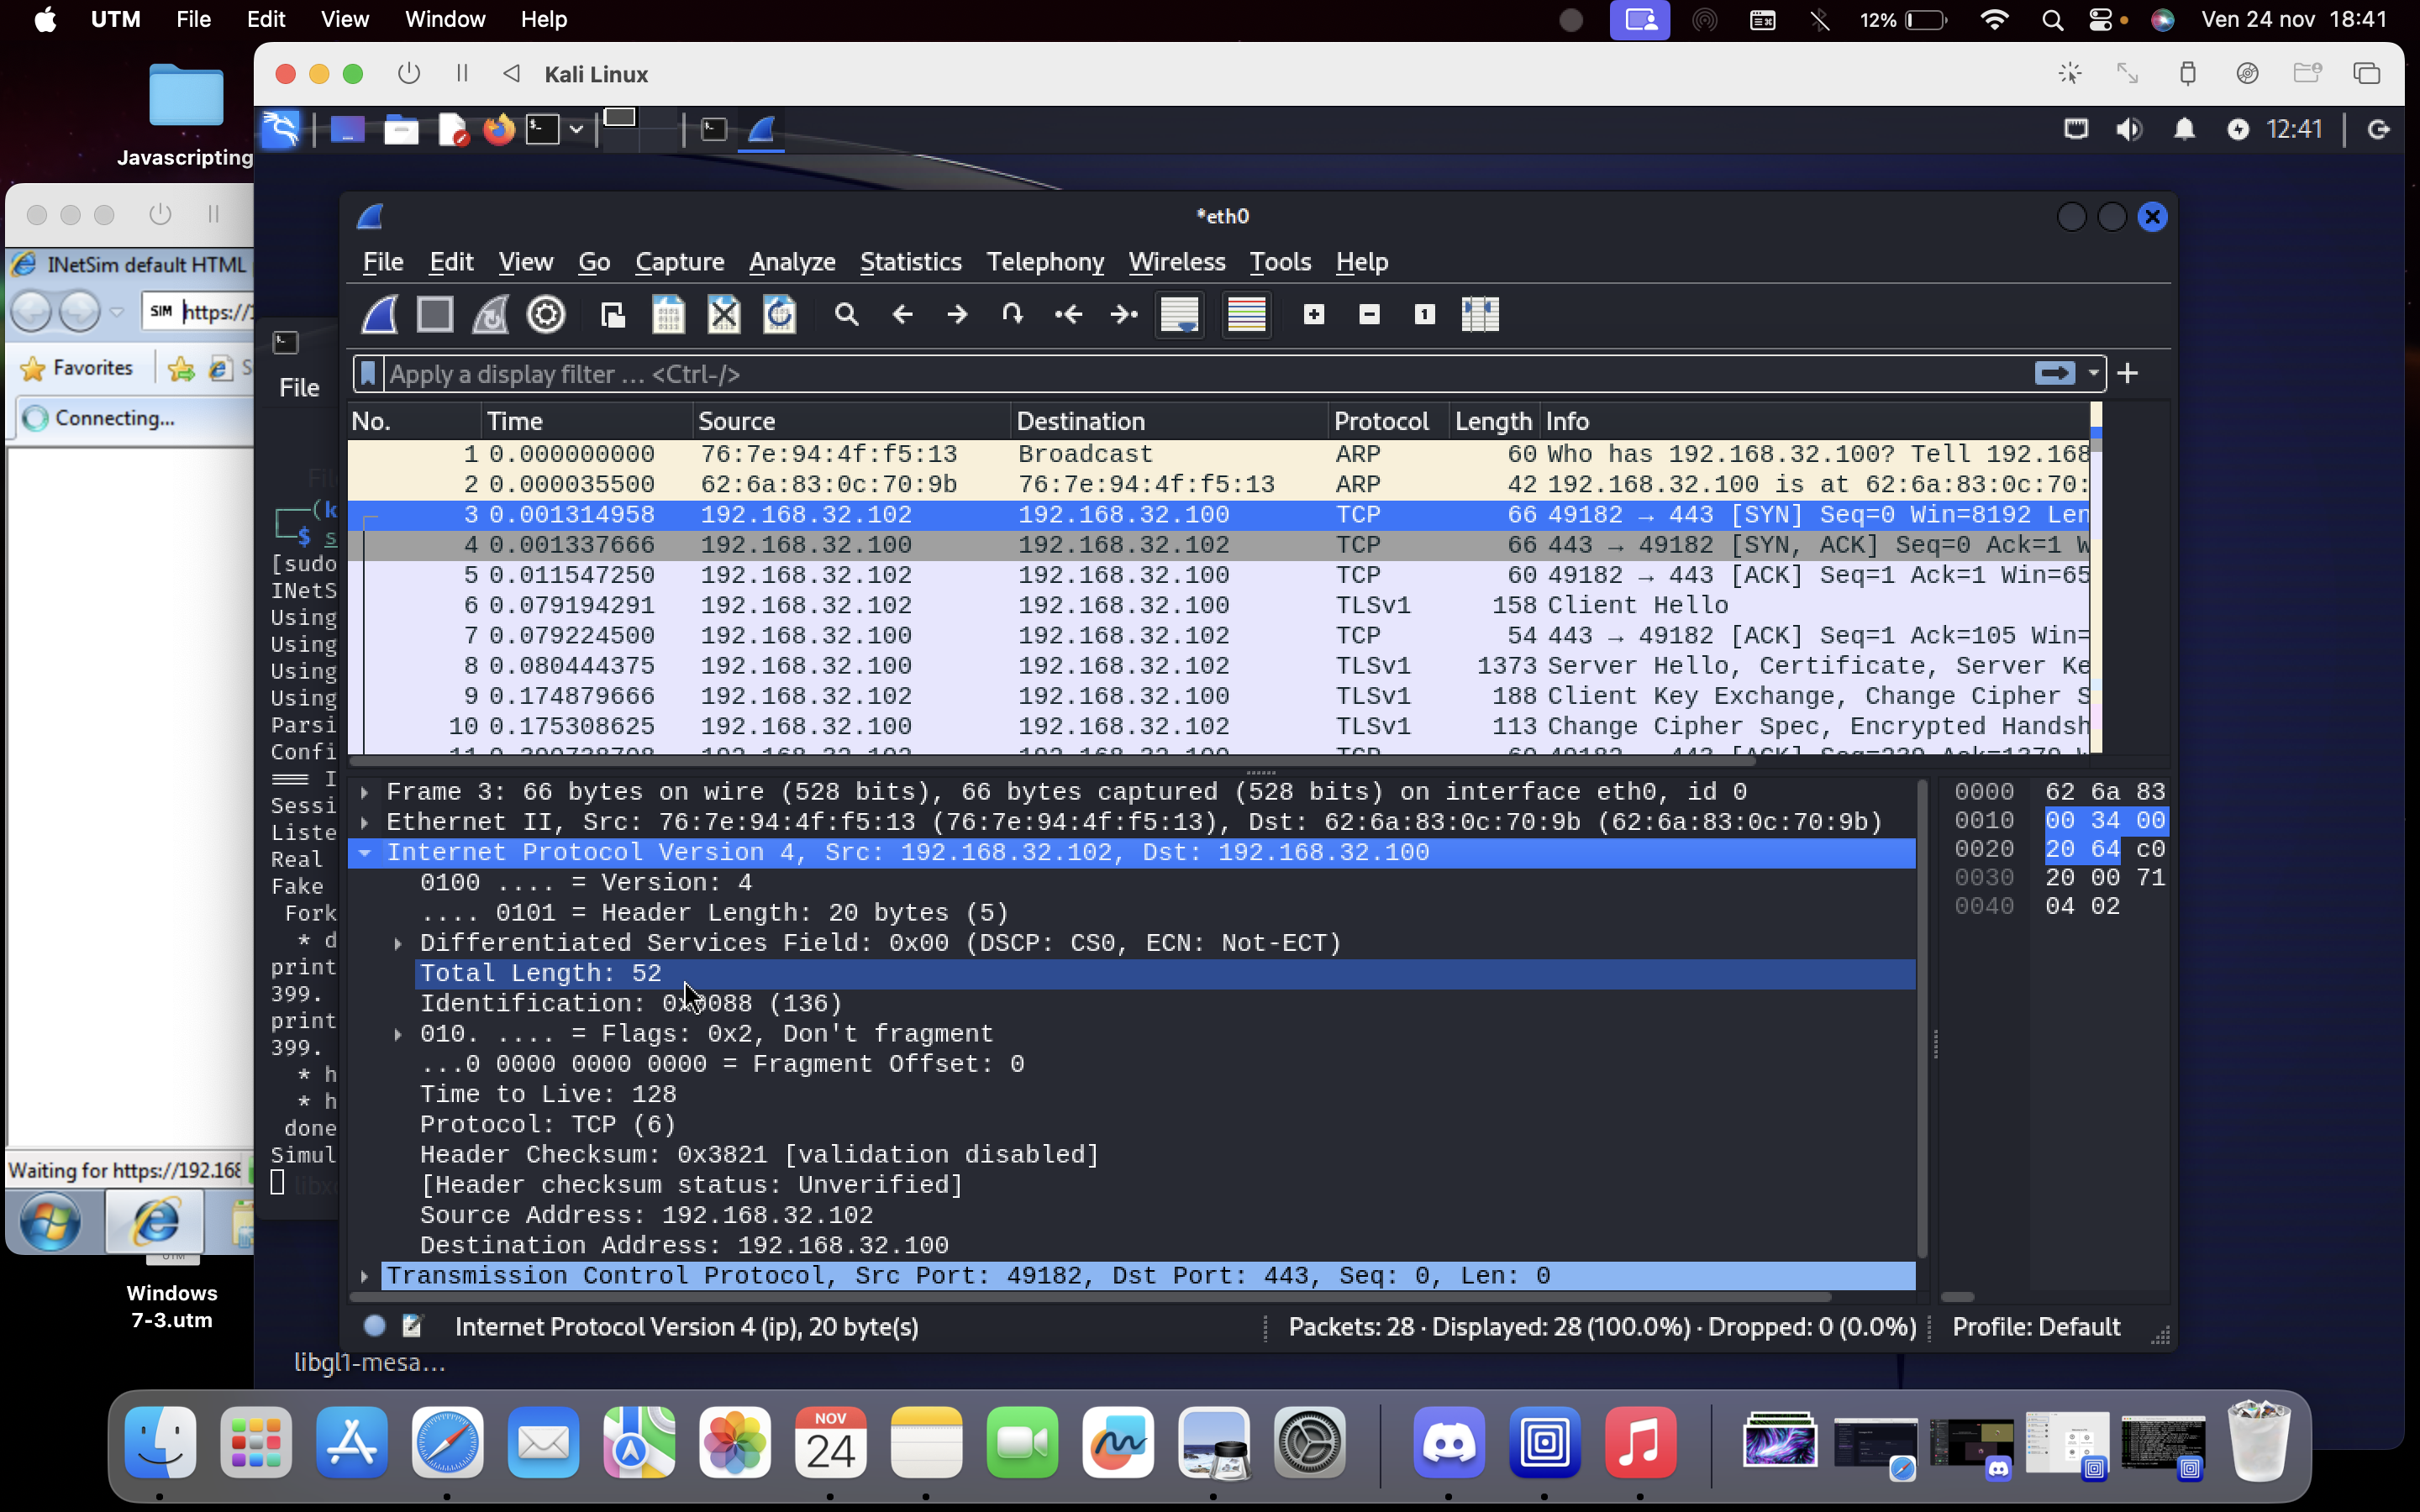 UTM File Edit View Window Help 12% Ven 24 nov 18:41
Javascripting
Kali Linux
12:41
INetSim default HTML
SIM https://1
Favorites
Connecting...
Waiting for https://192.168
Windows
7-3.utm
File
[sudo
INetS
Using
Using
Using
Using
Parsi
Confi
Sessi
Liste
Real
Fake
Fork
* d
print
399.
print
399.
* h
* h
done
Simul
libgl1-mesa...
*eth0
File Edit View Go Capture Analyze Statistics Telephony Wireless Tools Help
Apply a display filter … <Ctrl-/>
No. Time Source Destination Protocol Length Info
1 0.000000000 76:7e:94:4f:f5:13 Broadcast ARP 60 Who has 192.168.32.100? Tell 192.168
2 0.000035500 62:6a:83:0c:70:9b 76:7e:94:4f:f5:13 ARP 42 192.168.32.100 is at 62:6a:83:0c:70:
3 0.001314958 192.168.32.102 192.168.32.100 TCP 66 49182 → 443 [SYN] Seq=0 Win=8192 Len
4 0.001337666 192.168.32.100 192.168.32.102 TCP 66 443 → 49182 [SYN, ACK] Seq=0 Ack=1 W
5 0.011547250 192.168.32.102 192.168.32.100 TCP 60 49182 → 443 [ACK] Seq=1 Ack=1 Win=65
6 0.079194291 192.168.32.102 192.168.32.100 TLSv1 158 Client Hello
7 0.079224500 192.168.32.100 192.168.32.102 TCP 54 443 → 49182 [ACK] Seq=1 Ack=105 Win=
8 0.080444375 192.168.32.100 192.168.32.102 TLSv1 1373 Server Hello, Certificate, Server Ke
9 0.174879666 192.168.32.102 192.168.32.100 TLSv1 188 Client Key Exchange, Change Cipher S
10 0.175308625 192.168.32.100 192.168.32.102 TLSv1 113 Change Cipher Spec, Encrypted Handsh
Frame 3: 66 bytes on wire (528 bits), 66 bytes captured (528 bits) on interface eth0, id 0
Ethernet II, Src: 76:7e:94:4f:f5:13 (76:7e:94:4f:f5:13), Dst: 62:6a:83:0c:70:9b (62:6a:83:0c:70:9b)
Internet Protocol Version 4, Src: 192.168.32.102, Dst: 192.168.32.100
0100 .... = Version: 4
.... 0101 = Header Length: 20 bytes (5)
Differentiated Services Field: 0x00 (DSCP: CS0, ECN: Not-ECT)
Total Length: 52
Identification: 0x0088 (136)
010. .... = Flags: 0x2, Don't fragment
...0 0000 0000 0000 = Fragment Offset: 0
Time to Live: 128
Protocol: TCP (6)
Header Checksum: 0x3821 [validation disabled]
[Header checksum status: Unverified]
Source Address: 192.168.32.102
Destination Address: 192.168.32.100
Transmission Control Protocol, Src Port: 49182, Dst Port: 443, Seq: 0, Len: 0
0000 62 6a 83
0010 00 34 00
0020 20 64 c0
0030 20 00 71
0040 04 02
Internet Protocol Version 4 (ip), 20 byte(s) Packets: 28 · Displayed: 28 (100.0%) · Dropped: 0 (0.0%) Profile: Default
NOV
24